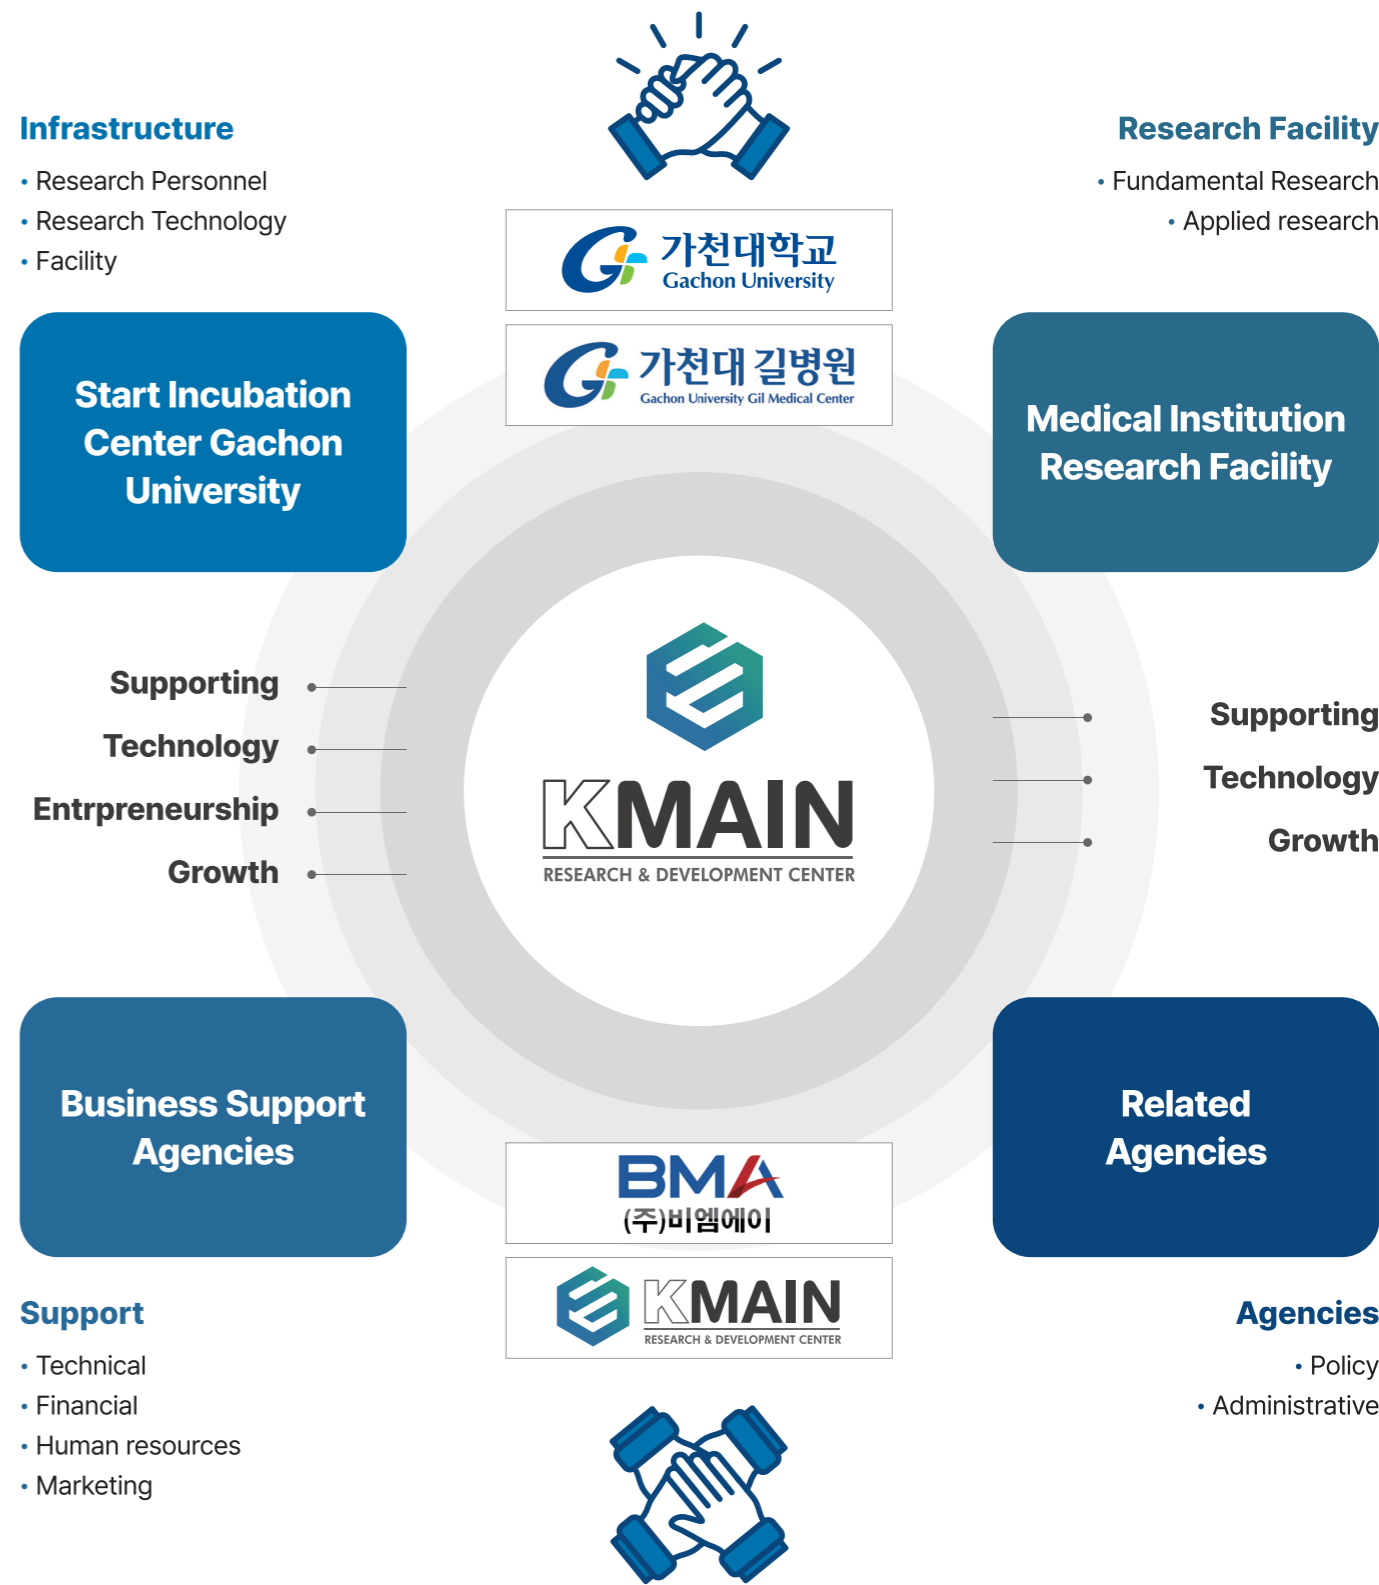 Infrastructure
• Research Personnel
• Research Technology
• Facility
Research Facility
• Fundamental Research
• Applied research
가천대학교
Gachon University
가천대 길병원
Gachon University Gil Medical Center
Start Incubation
Center Gachon
University
Medical Institution
Research Facility
Supporting
Technology
Entrpreneurship
Growth
KMAIN
RESEARCH & DEVELOPMENT CENTER
Supporting
Technology
Growth
Business Support
Agencies
Related
Agencies
BMA
(주)비엠에이
KMAIN
RESEARCH & DEVELOPMENT CENTER
Support
• Technical
• Financial
• Human resources
• Marketing
Agencies
• Policy
• Administrative